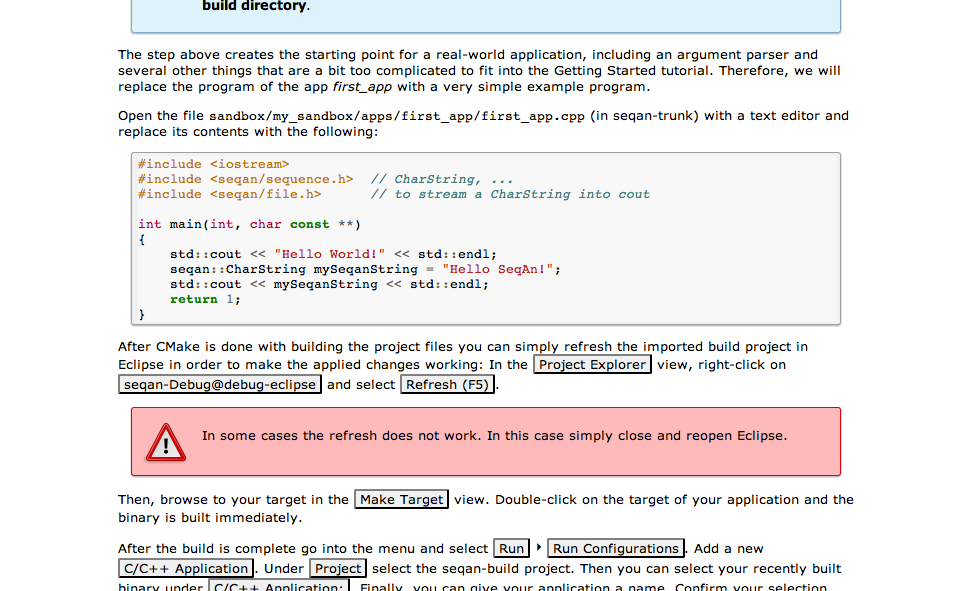 build directory.
The step above creates the starting point for a real-world application, including an argument parser and
several other things that are a bit too complicated to fit into the Getting Started tutorial. Therefore, we will
replace the program of the app first_app with a very simple example program.
Open the file sandbox/my_sandbox/apps/first_app/first_app.cpp (in seqan-trunk) with a text editor and
replace its contents with the following:
#include <iostream>
#include <seqan/sequence.h>  // CharString, ...
#include <seqan/file.h>      // to stream a CharString into cout
int main(int, char const **)
{
    std::cout << "Hello World!" << std::endl;
    seqan::CharString mySeqanString = "Hello SeqAn!";
    std::cout << mySeqanString << std::endl;
    return 1;
}
After CMake is done with building the project files you can simply refresh the imported build project in
Eclipse in order to make the applied changes working: In the Project Explorer view, right-click on
seqan-Debug@debug-eclipse and select Refresh (F5).
In some cases the refresh does not work. In this case simply close and reopen Eclipse.
Then, browse to your target in the Make Target view. Double-click on the target of your application and the
binary is built immediately.
After the build is complete go into the menu and select Run ‣ Run Configurations. Add a new
C/C++ Application. Under Project select the seqan-build project. Then you can select your recently built
binary under C/C++ Application:. Finally, you can give your application a name. Confirm your selection